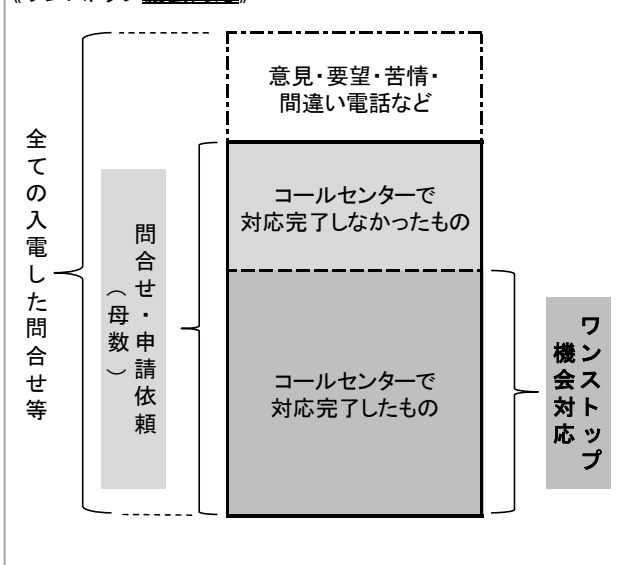 意見・要望・苦情・
間違い電話など
コールセンターで
対応完了しなかったもの
コールセンターで
対応完了したもの
全ての入電した問合せ等
問合せ・申請依頼
（母数）
ワンストップ
機会対応